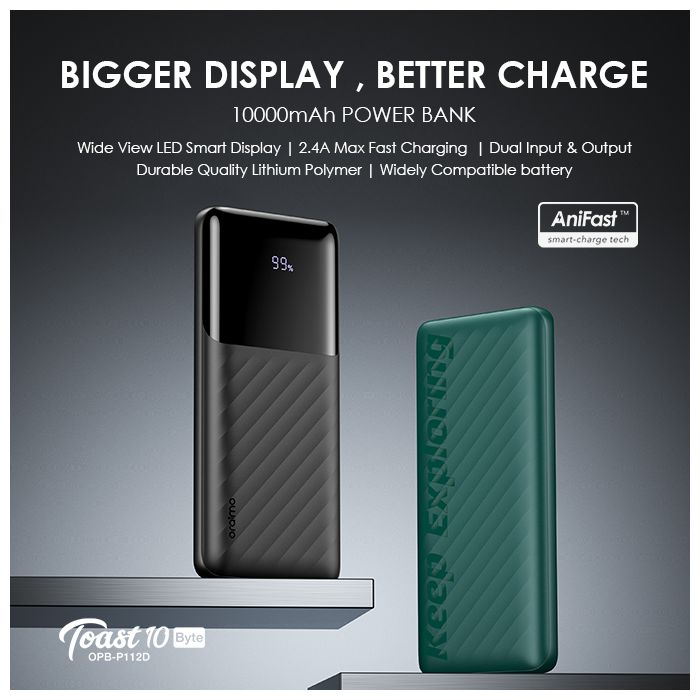 BIGGER DISPLAY , BETTER CHARGE
10000mAh POWER BANK
Wide View LED Smart Display | 2.4A Max Fast Charging | Dual Input & Output
Durable Quality Lithium Polymer | Widely Compatible battery
AniFast™
smart-charge tech
99%
oraimo
Keep Exploring
Toast 10 Byte
OPB-P112D